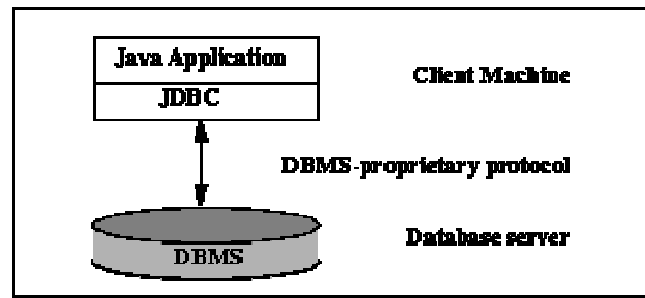 Java Application
Client Machine
JDBC
DBMS-proprietary protocol
Database server
DBMS